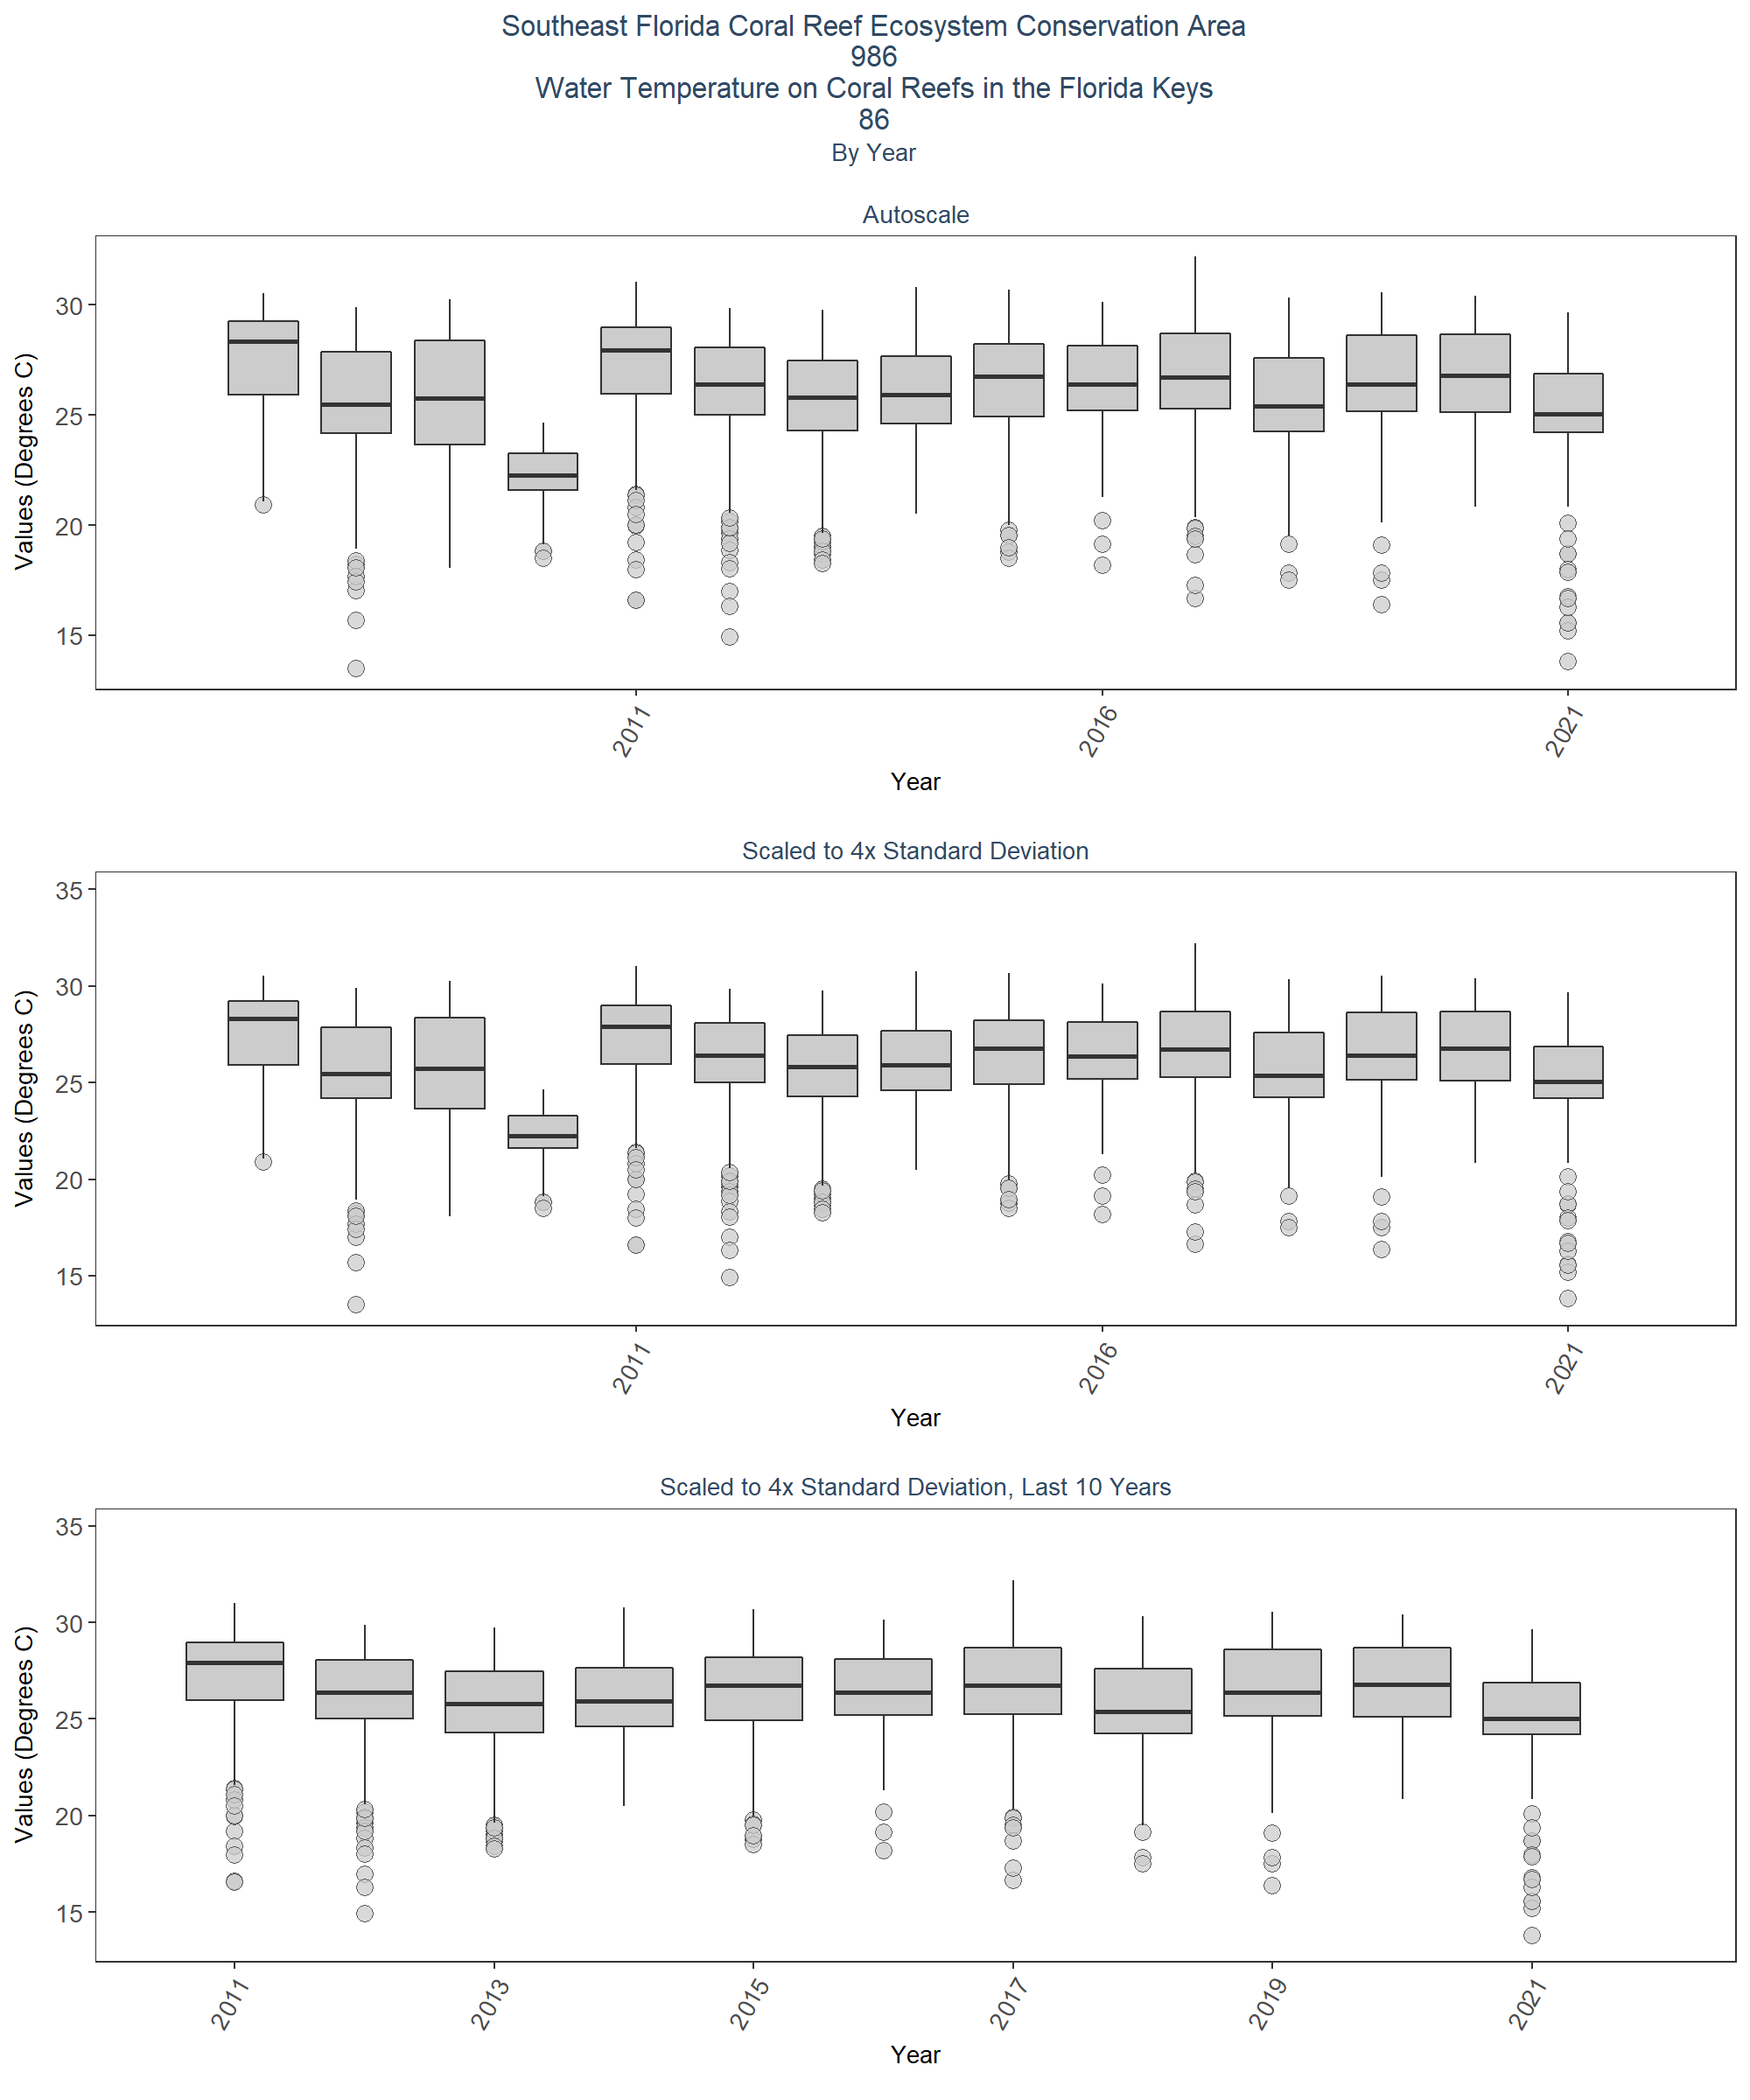 Southeast Florida Coral Reef Ecosystem Conservation Area
986
Water Temperature on Coral Reefs in the Florida Keys
86
By Year
Autoscale
Values (Degrees C)
30
25
20
15
2011
2016
2021
Year
Scaled to 4x Standard Deviation
Values (Degrees C)
35
30
25
20
15
2011
2016
2021
Year
Scaled to 4x Standard Deviation, Last 10 Years
Values (Degrees C)
35
30
25
20
15
2011
2013
2015
2017
2019
2021
Year